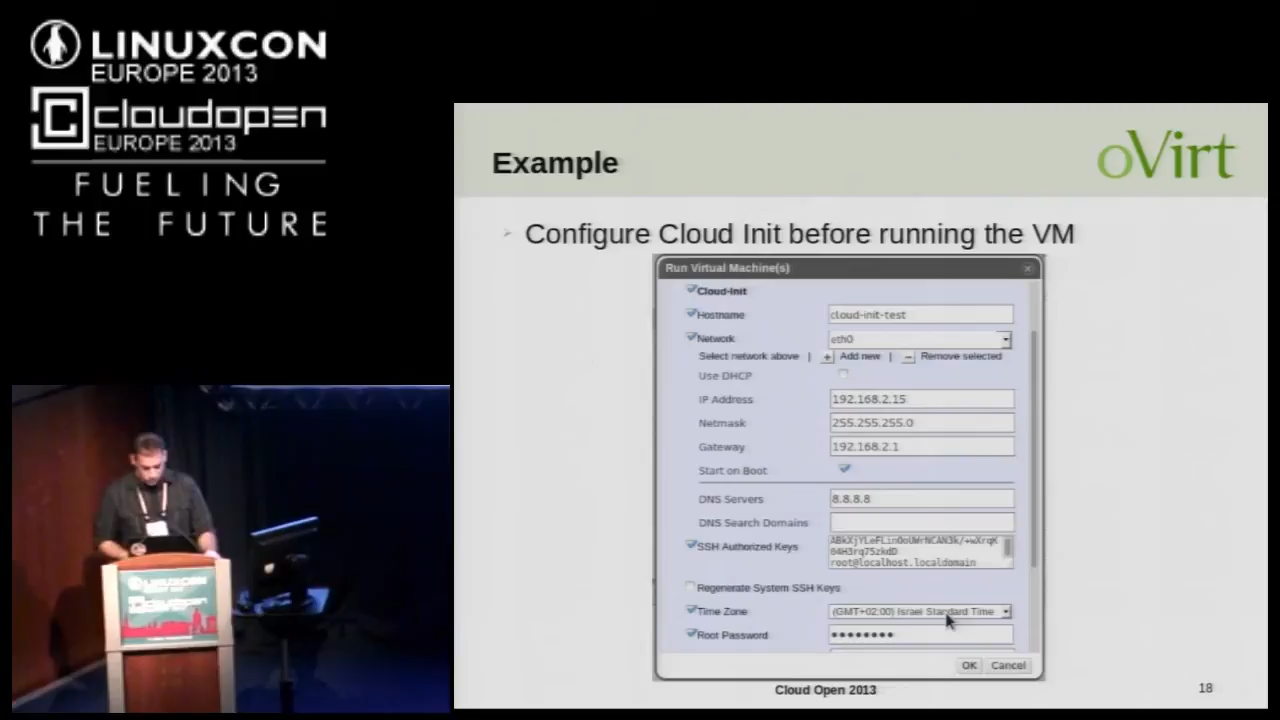 LINUXCON
EUROPE 2013
cloudopen
EUROPE 2013
FUELING
THE FUTURE
Example
oVirt
Configure Cloud Init before running the VM
Run Virtual Machine(s)
Cloud-Init
Hostname cloud-init-test
Network eth0
Select network above | + Add new | − Remove selected
Use DHCP
IP Address 192.168.2.15
Netmask 255.255.255.0
Gateway 192.168.2.1
Start on Boot
DNS Servers 8.8.8.8
DNS Search Domains
SSH Authorized Keys
root@localhost.localdomain
Regenerate System SSH Keys
Time Zone (GMT+02:00) Israel Standard Time
Root Password ●●●●●●●●
OK Cancel
Cloud Open 2013
18
LINUXCON
cloudopen